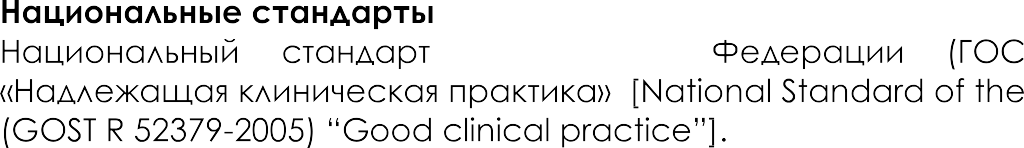 Национальные стандарты
Национальный стандарт Федерации (ГОС
«Надлежащая клиническая практика» [National Standard of the
(GOST R 52379-2005) “Good clinical practice”].